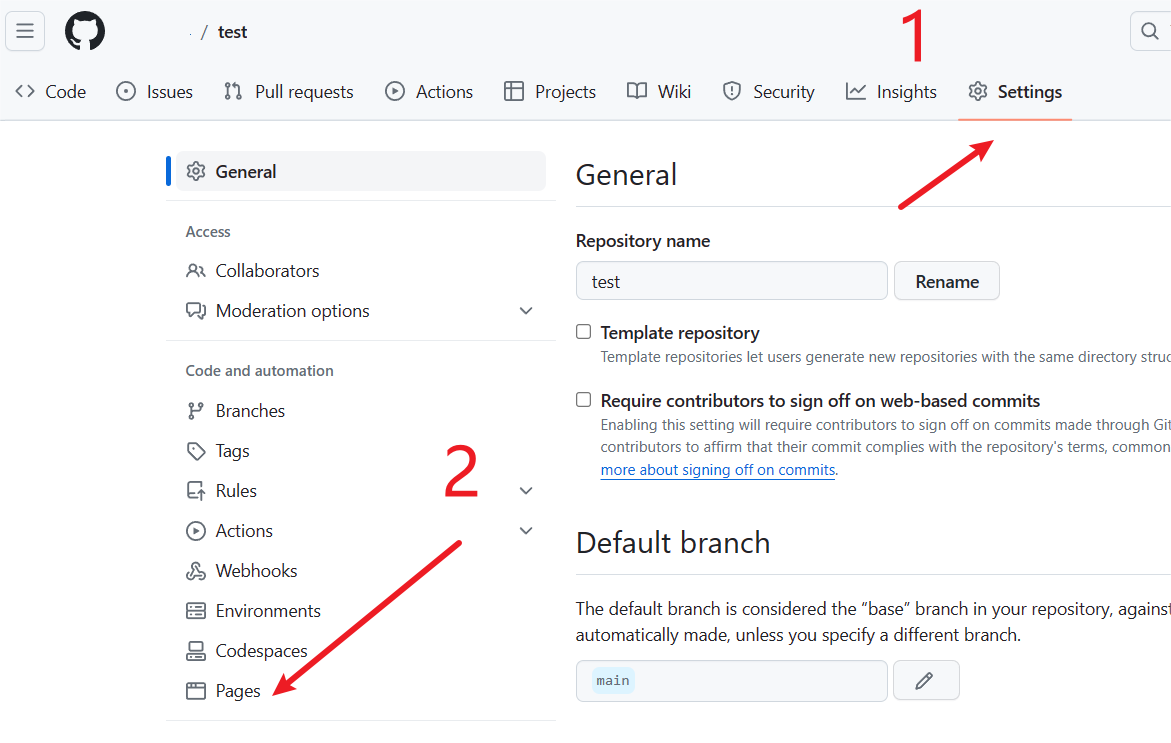 / test
1
Code Issues Pull requests Actions Projects Wiki Security Insights Settings
General
Access
Collaborators
Moderation options
Code and automation
Branches
Tags
Rules
2
Actions
Webhooks
Environments
Codespaces
Pages
General
Repository name
test Rename
Template repository
Template repositories let users generate new repositories with the same directory struc
Require contributors to sign off on web-based commits
Enabling this setting will require contributors to sign off on commits made through Git
contributors to affirm that their commit complies with the repository's terms, common
more about signing off on commits.
Default branch
The default branch is considered the “base” branch in your repository, against
automatically made, unless you specify a different branch.
main